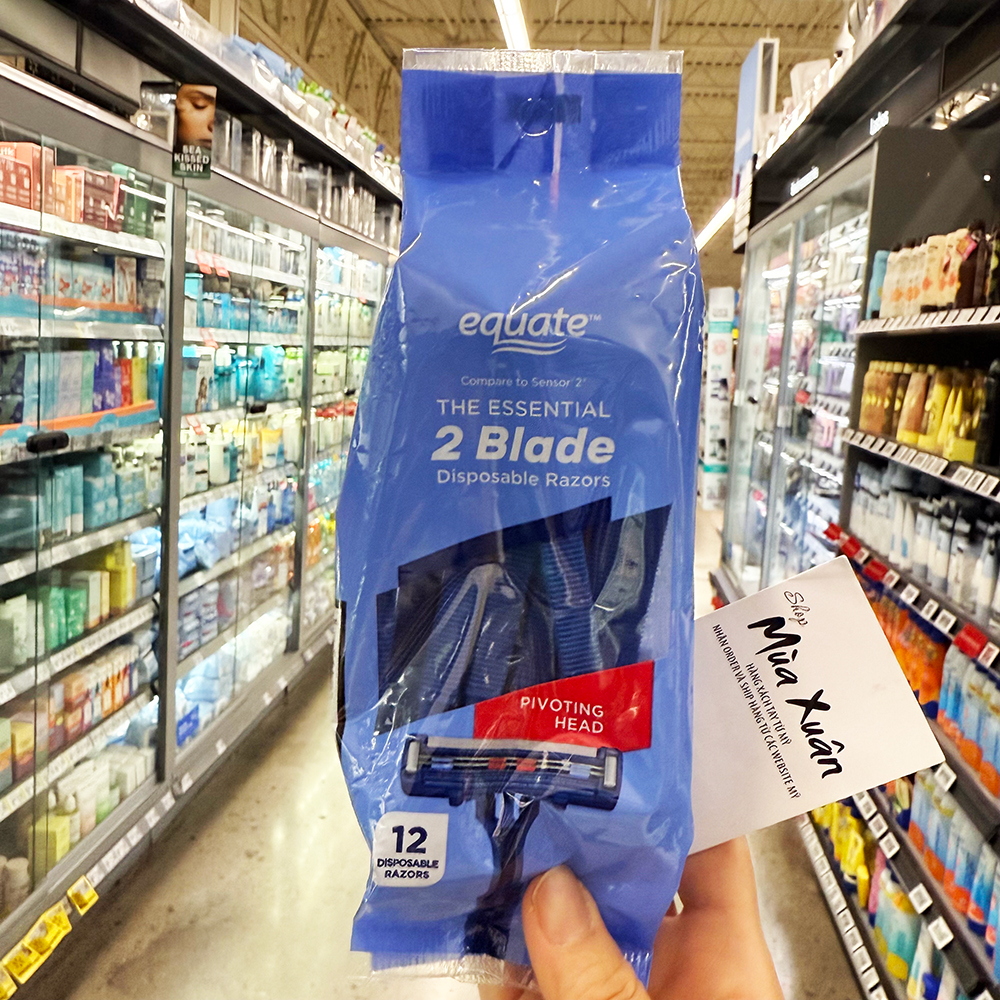 SEA
KISSED
SKIN
equate™
Compare to Sensor 2
THE ESSENTIAL
2 Blade
Disposable Razors
PIVOTING
HEAD
12
DISPOSABLE
RAZORS
Shop
Mùa Xuân
HÀNG XÁCH TAY TỪ MỸ
NHẬN ORDER VÀ SHIP HÀNG TỪ CÁC WEBSITE MỸ